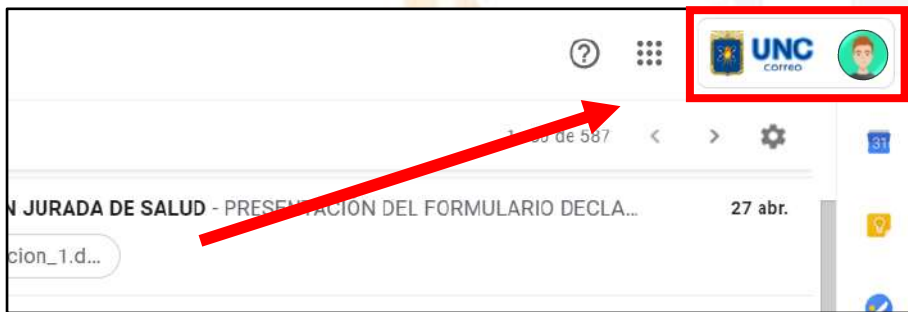 UNC
correo
de 587
31
N JURADA DE SALUD - PRESENTACION DEL FORMULARIO DECLA... 27 abr.
cion_1.d...